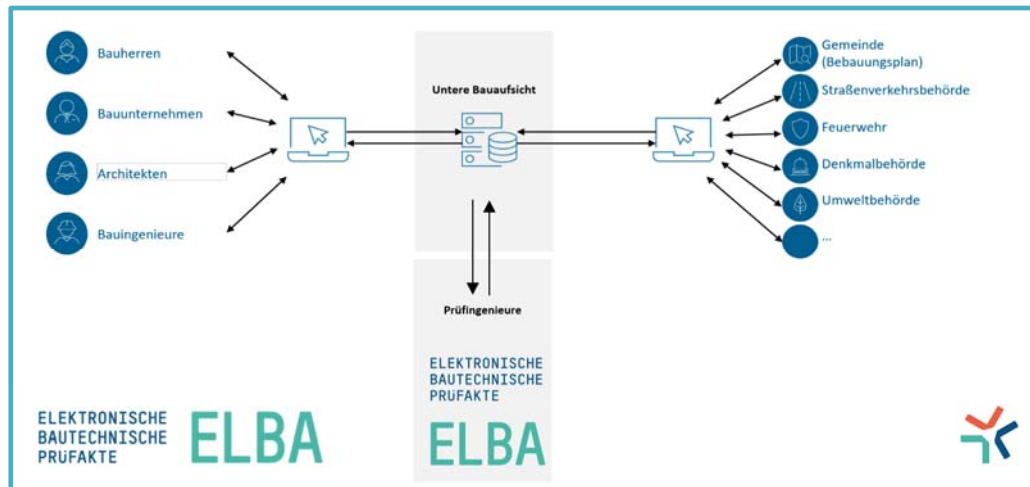 Bauherren
Bauunternehmen
Architekten
Bauingenieure
Untere Bauaufsicht
Prüfingenieure
ELEKTRONISCHE
BAUTECHNISCHE
PRÜFAKTE
ELBA
Gemeinde
(Bebauungsplan)
Straßenverkehrsbehörde
Feuerwehr
Denkmalbehörde
Umweltbehörde
...
ELEKTRONISCHE
BAUTECHNISCHE
PRÜFAKTE
ELBA